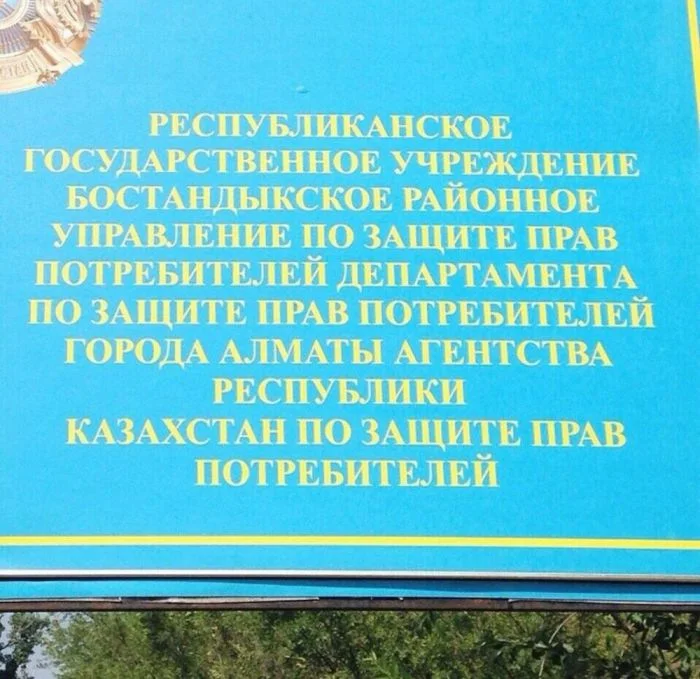 РЕСПУБЛИКАНСКОЕ
ГОСУДАРСТВЕННОЕ УЧРЕЖДЕНИЕ
БОСТАНДЫКСКОЕ РАЙОННОЕ
УПРАВЛЕНИЕ ПО ЗАЩИТЕ ПРАВ
ПОТРЕБИТЕЛЕЙ ДЕПАРТАМЕНТА
ПО ЗАЩИТЕ ПРАВ ПОТРЕБИТЕЛЕЙ
ГОРОДА АЛМАТЫ АГЕНТСТВА
РЕСПУБЛИКИ
КАЗАХСТАН ПО ЗАЩИТЕ ПРАВ
ПОТРЕБИТЕЛЕЙ